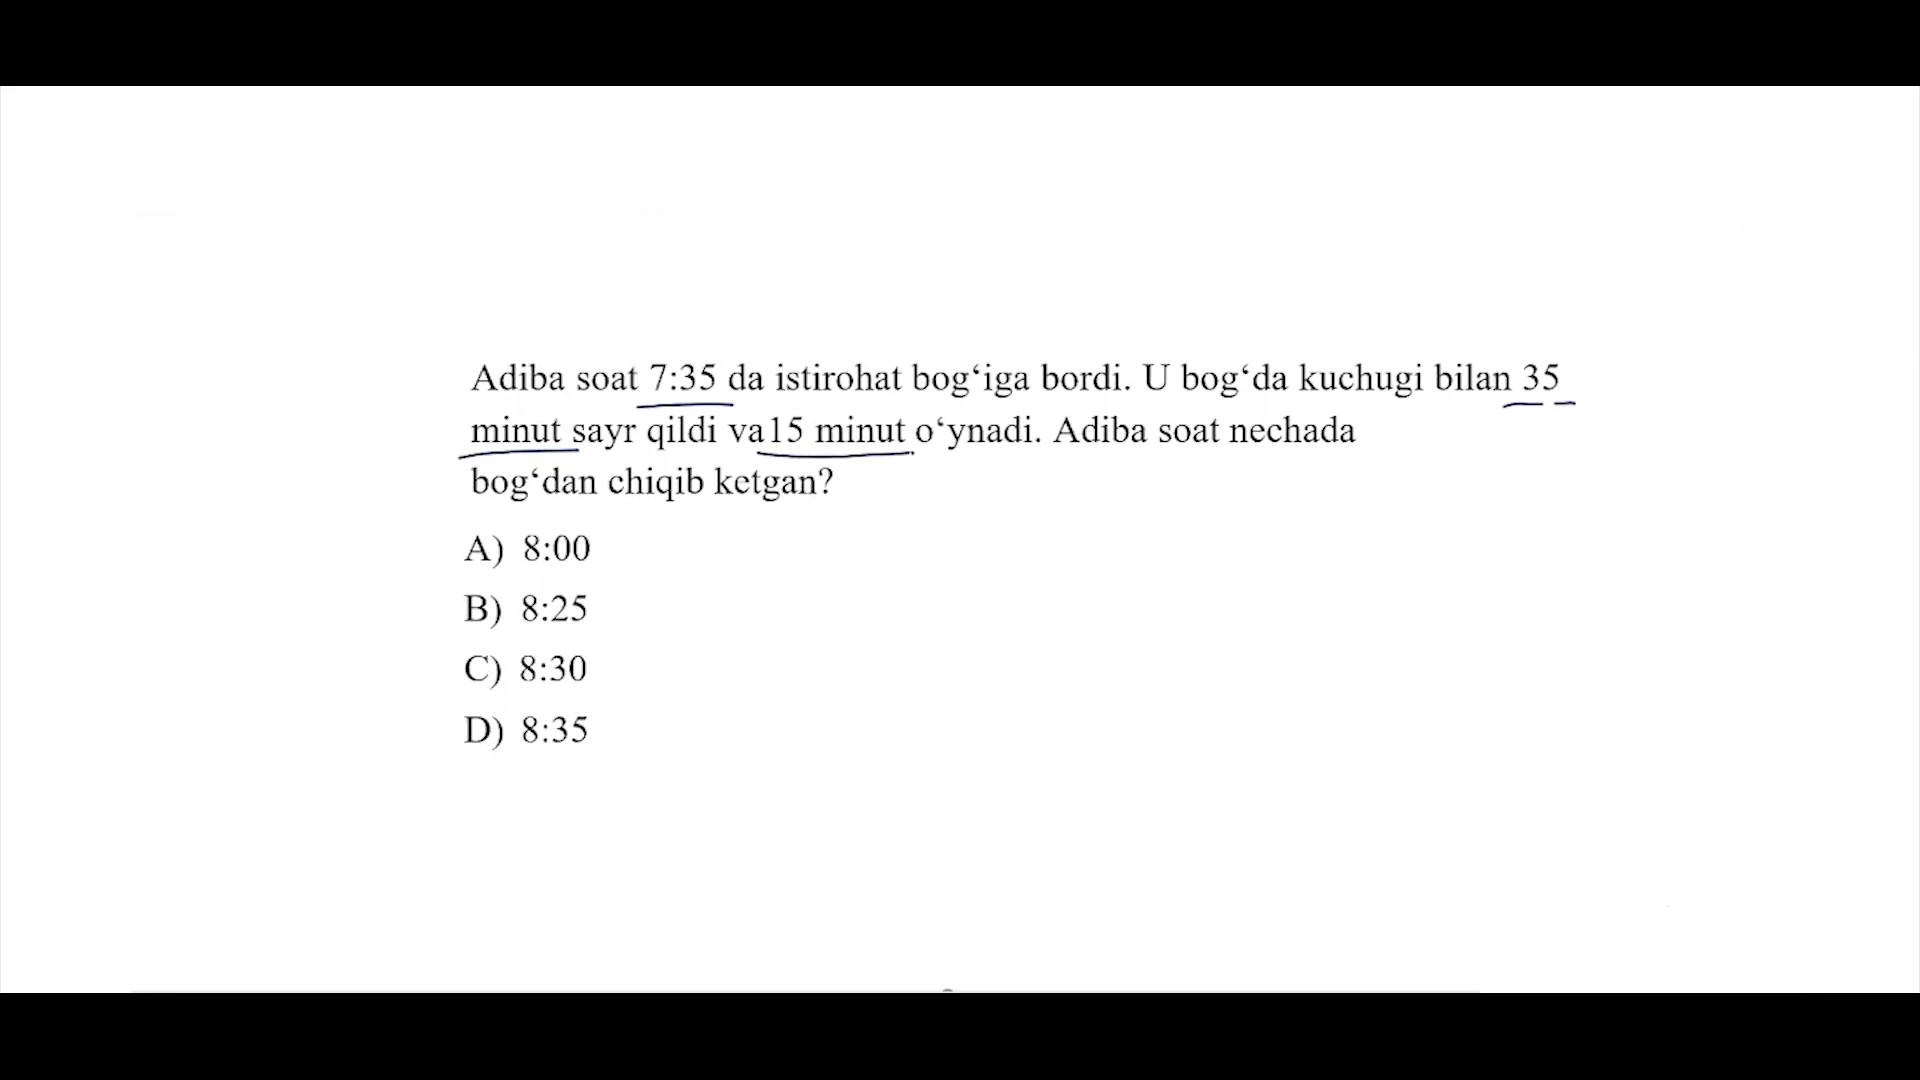 Adiba soat 7:35 da istirohat bog‘iga bordi. U bog‘da kuchugi bilan 35
minut sayr qildi va15 minut o‘ynadi. Adiba soat nechada
bog‘dan chiqib ketgan?
A) 8:00
B) 8:25
C) 8:30
D) 8:35